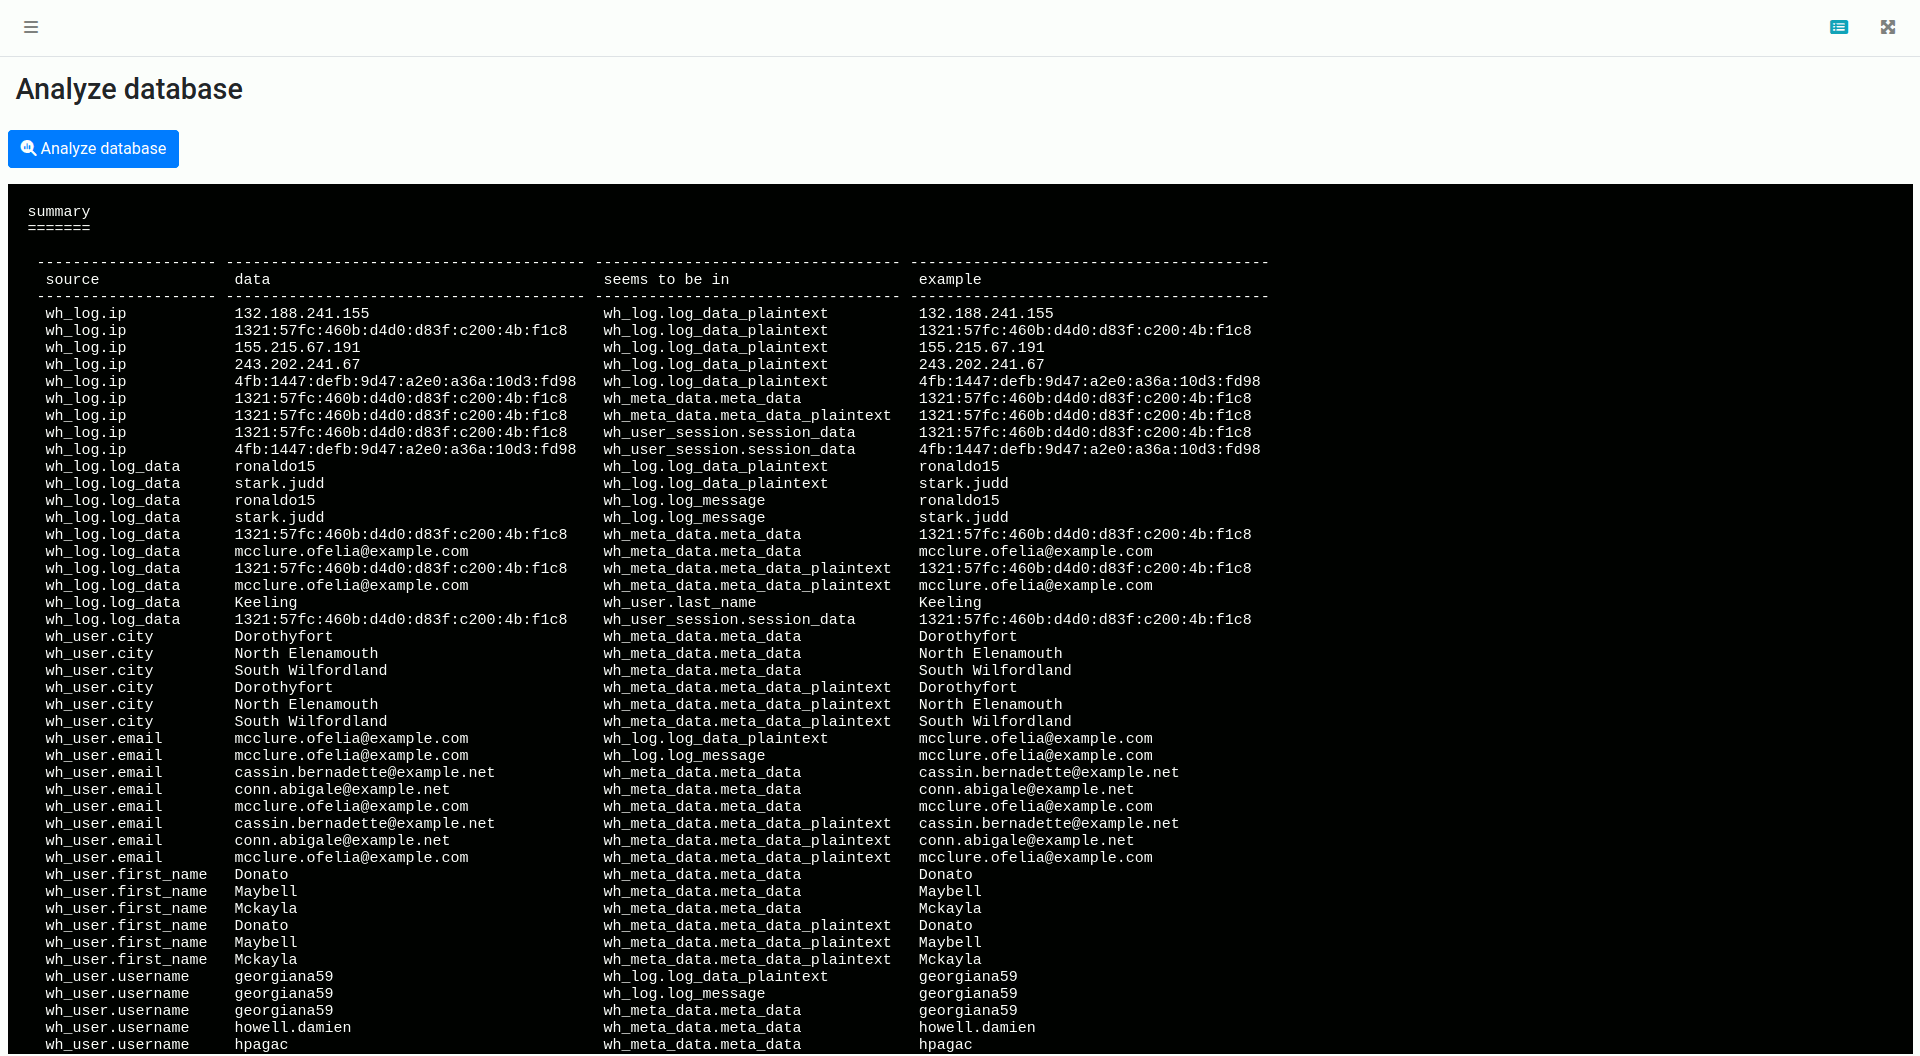 Analyze database
Analyze database
summary
=======
-------------------- ---------------------------------------- ---------------------------------- ----------------------------------------
source data seems to be in example
-------------------- ---------------------------------------- ---------------------------------- ----------------------------------------
wh_log.ip 132.188.241.155 wh_log.log_data_plaintext 132.188.241.155
wh_log.ip 1321:57fc:460b:d4d0:d83f:c200:4b:f1c8 wh_log.log_data_plaintext 1321:57fc:460b:d4d0:d83f:c200:4b:f1c8
wh_log.ip 155.215.67.191 wh_log.log_data_plaintext 155.215.67.191
wh_log.ip 243.202.241.67 wh_log.log_data_plaintext 243.202.241.67
wh_log.ip 4fb:1447:defb:9d47:a2e0:a36a:10d3:fd98 wh_log.log_data_plaintext 4fb:1447:defb:9d47:a2e0:a36a:10d3:fd98
wh_log.ip 1321:57fc:460b:d4d0:d83f:c200:4b:f1c8 wh_meta_data.meta_data 1321:57fc:460b:d4d0:d83f:c200:4b:f1c8
wh_log.ip 1321:57fc:460b:d4d0:d83f:c200:4b:f1c8 wh_meta_data.meta_data_plaintext 1321:57fc:460b:d4d0:d83f:c200:4b:f1c8
wh_log.ip 1321:57fc:460b:d4d0:d83f:c200:4b:f1c8 wh_user_session.session_data 1321:57fc:460b:d4d0:d83f:c200:4b:f1c8
wh_log.ip 4fb:1447:defb:9d47:a2e0:a36a:10d3:fd98 wh_user_session.session_data 4fb:1447:defb:9d47:a2e0:a36a:10d3:fd98
wh_log.log_data ronaldo15 wh_log.log_data_plaintext ronaldo15
wh_log.log_data stark.judd wh_log.log_data_plaintext stark.judd
wh_log.log_data ronaldo15 wh_log.log_message ronaldo15
wh_log.log_data stark.judd wh_log.log_message stark.judd
wh_log.log_data 1321:57fc:460b:d4d0:d83f:c200:4b:f1c8 wh_meta_data.meta_data 1321:57fc:460b:d4d0:d83f:c200:4b:f1c8
wh_log.log_data mcclure.ofelia@example.com wh_meta_data.meta_data mcclure.ofelia@example.com
wh_log.log_data 1321:57fc:460b:d4d0:d83f:c200:4b:f1c8 wh_meta_data.meta_data_plaintext 1321:57fc:460b:d4d0:d83f:c200:4b:f1c8
wh_log.log_data mcclure.ofelia@example.com wh_meta_data.meta_data_plaintext mcclure.ofelia@example.com
wh_log.log_data Keeling wh_user.last_name Keeling
wh_log.log_data 1321:57fc:460b:d4d0:d83f:c200:4b:f1c8 wh_user_session.session_data 1321:57fc:460b:d4d0:d83f:c200:4b:f1c8
wh_user.city Dorothyfort wh_meta_data.meta_data Dorothyfort
wh_user.city North Elenamouth wh_meta_data.meta_data North Elenamouth
wh_user.city South Wilfordland wh_meta_data.meta_data South Wilfordland
wh_user.city Dorothyfort wh_meta_data.meta_data_plaintext Dorothyfort
wh_user.city North Elenamouth wh_meta_data.meta_data_plaintext North Elenamouth
wh_user.city South Wilfordland wh_meta_data.meta_data_plaintext South Wilfordland
wh_user.email mcclure.ofelia@example.com wh_log.log_data_plaintext mcclure.ofelia@example.com
wh_user.email mcclure.ofelia@example.com wh_log.log_message mcclure.ofelia@example.com
wh_user.email cassin.bernadette@example.net wh_meta_data.meta_data cassin.bernadette@example.net
wh_user.email conn.abigale@example.net wh_meta_data.meta_data conn.abigale@example.net
wh_user.email mcclure.ofelia@example.com wh_meta_data.meta_data mcclure.ofelia@example.com
wh_user.email cassin.bernadette@example.net wh_meta_data.meta_data_plaintext cassin.bernadette@example.net
wh_user.email conn.abigale@example.net wh_meta_data.meta_data_plaintext conn.abigale@example.net
wh_user.email mcclure.ofelia@example.com wh_meta_data.meta_data_plaintext mcclure.ofelia@example.com
wh_user.first_name Donato wh_meta_data.meta_data Donato
wh_user.first_name Maybell wh_meta_data.meta_data Maybell
wh_user.first_name Mckayla wh_meta_data.meta_data Mckayla
wh_user.first_name Donato wh_meta_data.meta_data_plaintext Donato
wh_user.first_name Maybell wh_meta_data.meta_data_plaintext Maybell
wh_user.first_name Mckayla wh_meta_data.meta_data_plaintext Mckayla
wh_user.username georgiana59 wh_log.log_data_plaintext georgiana59
wh_user.username georgiana59 wh_log.log_message georgiana59
wh_user.username georgiana59 wh_meta_data.meta_data georgiana59
wh_user.username howell.damien wh_meta_data.meta_data howell.damien
wh_user.username hpagac wh_meta_data.meta_data hpagac